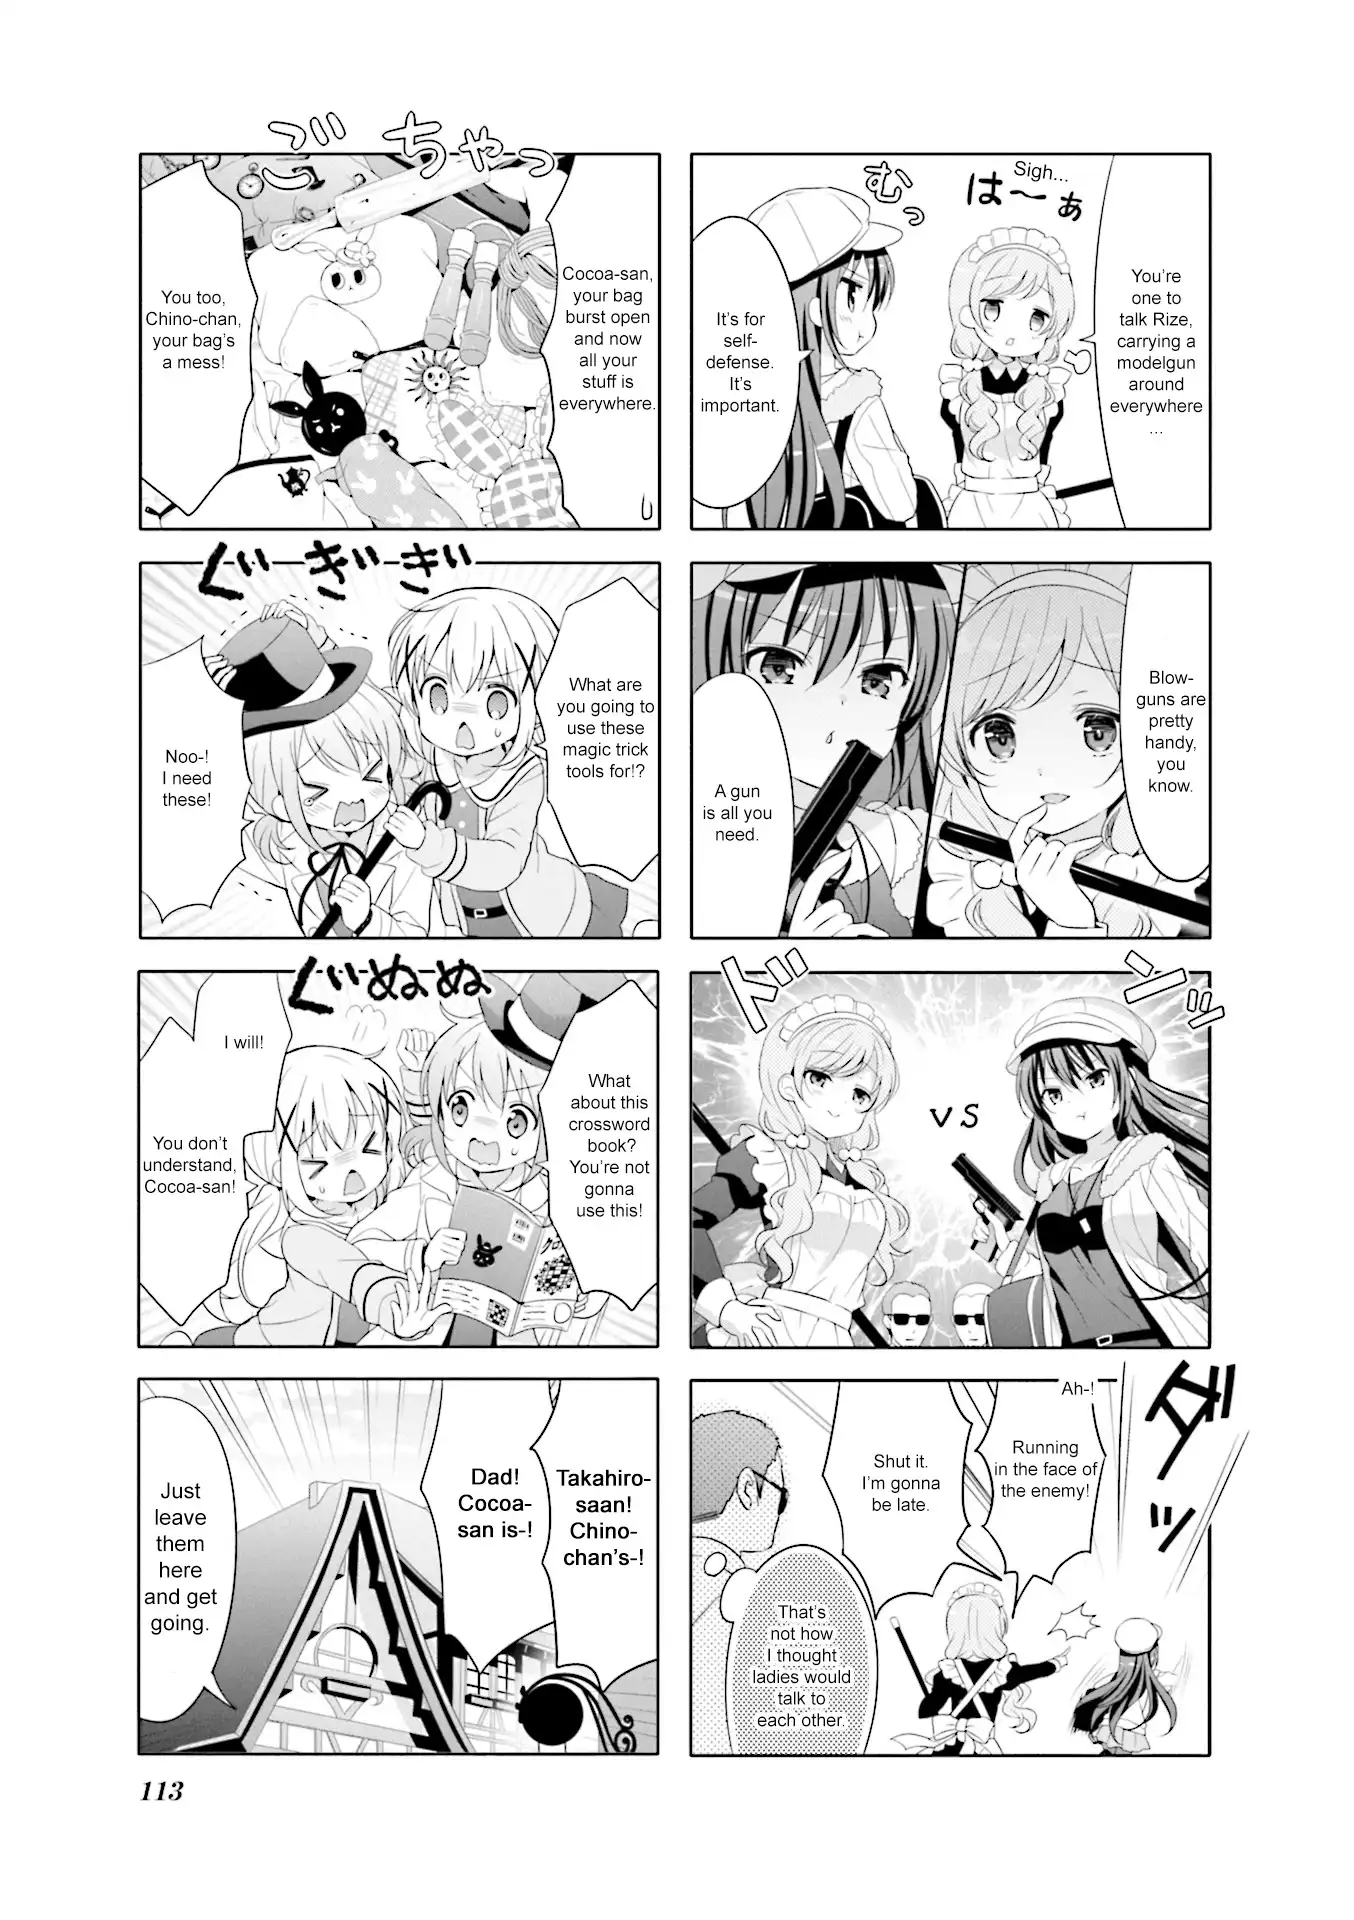 Sigh...
は〜ぁ
むっ
You're
one to
talk Rize,
carrying a
modelgun
around
everywhere
...
It's for
self-
defense.
It's
important.
Blow-
guns are
pretty
handy,
you
know.
A gun
is all you
need.
ドドンッ
VS
Ah-!
Running
in the face of
the enemy!
ダッ
Shut it.
I'm gonna
be late.
That's
not how
I thought
ladies would
talk to
each other.
ぐちゃっ
Cocoa-san,
your bag
burst open
and now
all your
stuff is
everywhere.
You too,
Chino-chan,
your bag's
a mess!
ぐぃぎぃぎぃ
What are
you going to
use these
magic trick
tools for!?
Noo-!
I need
these!
ぐぃぬぬ
What
about this
crossword
book?
You're not
gonna
use this!
I will!
You don't
understand,
Cocoa-san!
Takahiro-
saan!
Chino-
chan's-!
Dad!
Cocoa-
san is-!
Just
leave
them
here
and get
going.
113